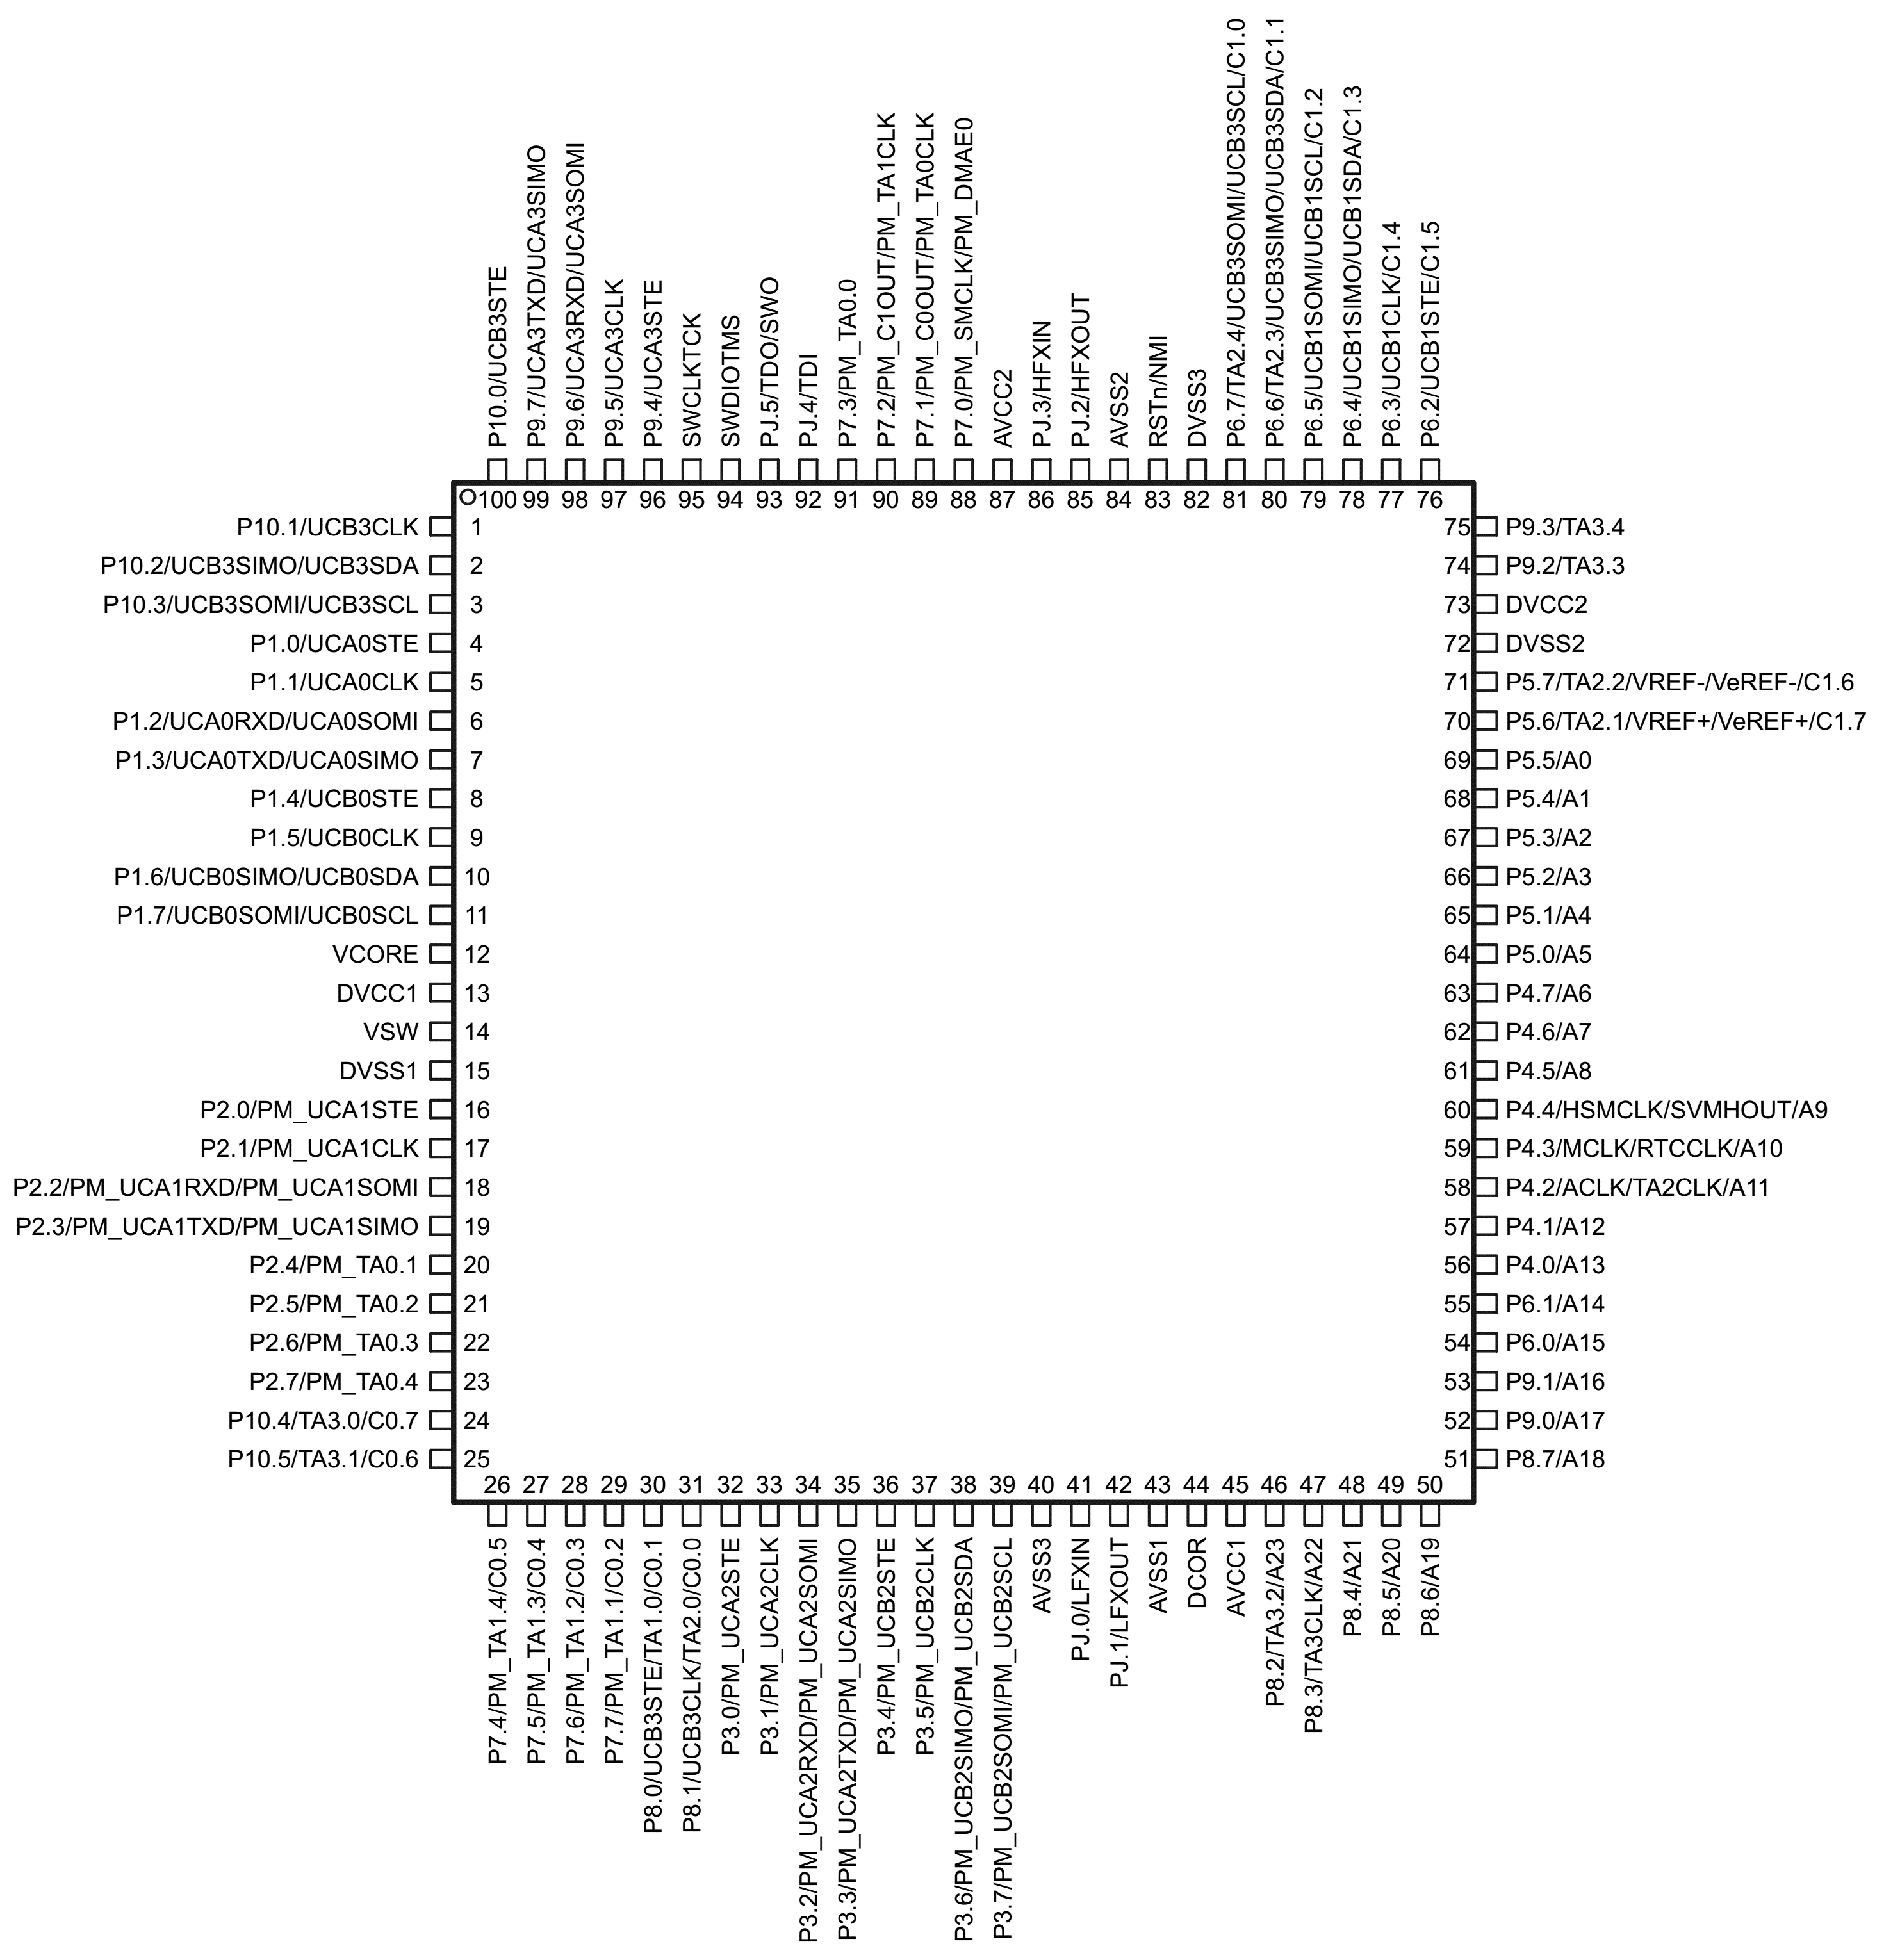 P10.0/UCB3STE
P9.7/UCA3TXD/UCA3SIMO
P9.6/UCA3RXD/UCA3SOMI
P9.5/UCA3CLK
P9.4/UCA3STE
SWCLKTCK
SWDIOTMS
PJ.5/TDO/SWO
PJ.4/TDI
P7.3/PM_TA0.0
P7.2/PM_C1OUT/PM_TA1CLK
P7.1/PM_C0OUT/PM_TA0CLK
P7.0/PM_SMCLK/PM_DMAE0
AVCC2
PJ.3/HFXIN
PJ.2/HFXOUT
AVSS2
RSTn/NMI
DVSS3
P6.7/TA2.4/UCB3SOMI/UCB3SCL/C1.0
P6.6/TA2.3/UCB3SIMO/UCB3SDA/C1.1
P6.5/UCB1SOMI/UCB1SCL/C1.2
P6.4/UCB1SIMO/UCB1SDA/C1.3
P6.3/UCB1CLK/C1.4
P6.2/UCB1STE/C1.5
100 99 98 97 96 95 94 93 92 91 90 89 88 87 86 85 84 83 82 81 80 79 78 77 76
P10.1/UCB3CLK 1
P10.2/UCB3SIMO/UCB3SDA 2
P10.3/UCB3SOMI/UCB3SCL 3
P1.0/UCA0STE 4
P1.1/UCA0CLK 5
P1.2/UCA0RXD/UCA0SOMI 6
P1.3/UCA0TXD/UCA0SIMO 7
P1.4/UCB0STE 8
P1.5/UCB0CLK 9
P1.6/UCB0SIMO/UCB0SDA 10
P1.7/UCB0SOMI/UCB0SCL 11
VCORE 12
DVCC1 13
VSW 14
DVSS1 15
P2.0/PM_UCA1STE 16
P2.1/PM_UCA1CLK 17
P2.2/PM_UCA1RXD/PM_UCA1SOMI 18
P2.3/PM_UCA1TXD/PM_UCA1SIMO 19
P2.4/PM_TA0.1 20
P2.5/PM_TA0.2 21
P2.6/PM_TA0.3 22
P2.7/PM_TA0.4 23
P10.4/TA3.0/C0.7 24
P10.5/TA3.1/C0.6 25
75 P9.3/TA3.4
74 P9.2/TA3.3
73 DVCC2
72 DVSS2
71 P5.7/TA2.2/VREF-/VeREF-/C1.6
70 P5.6/TA2.1/VREF+/VeREF+/C1.7
69 P5.5/A0
68 P5.4/A1
67 P5.3/A2
66 P5.2/A3
65 P5.1/A4
64 P5.0/A5
63 P4.7/A6
62 P4.6/A7
61 P4.5/A8
60 P4.4/HSMCLK/SVMHOUT/A9
59 P4.3/MCLK/RTCCLK/A10
58 P4.2/ACLK/TA2CLK/A11
57 P4.1/A12
56 P4.0/A13
55 P6.1/A14
54 P6.0/A15
53 P9.1/A16
52 P9.0/A17
51 P8.7/A18
26 27 28 29 30 31 32 33 34 35 36 37 38 39 40 41 42 43 44 45 46 47 48 49 50
P7.4/PM_TA1.4/C0.5
P7.5/PM_TA1.3/C0.4
P7.6/PM_TA1.2/C0.3
P7.7/PM_TA1.1/C0.2
P8.0/UCB3STE/TA1.0/C0.1
P8.1/UCB3CLK/TA2.0/C0.0
P3.0/PM_UCA2STE
P3.1/PM_UCA2CLK
P3.2/PM_UCA2RXD/PM_UCA2SOMI
P3.3/PM_UCA2TXD/PM_UCA2SIMO
P3.4/PM_UCB2STE
P3.5/PM_UCB2CLK
P3.6/PM_UCB2SIMO/PM_UCB2SDA
P3.7/PM_UCB2SOMI/PM_UCB2SCL
AVSS3
PJ.0/LFXIN
PJ.1/LFXOUT
AVSS1
DCOR
AVCC1
P8.2/TA3.2/A23
P8.3/TA3CLK/A22
P8.4/A21
P8.5/A20
P8.6/A19